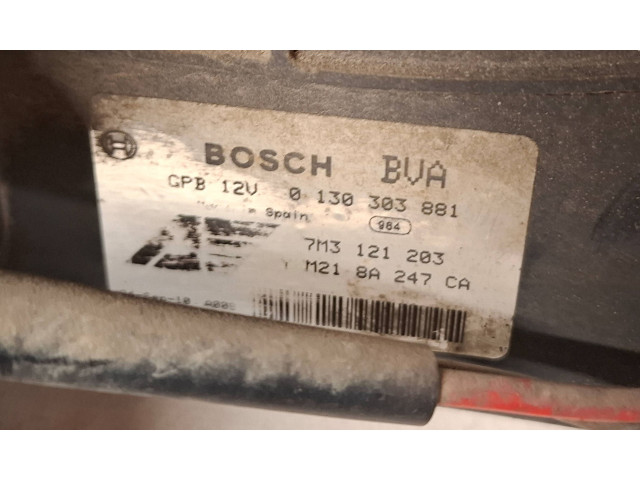 BOSCH BVA
GPB 12V 0 130 303 881
Spain 984
7M3 121 203
M21 8A 247 CA